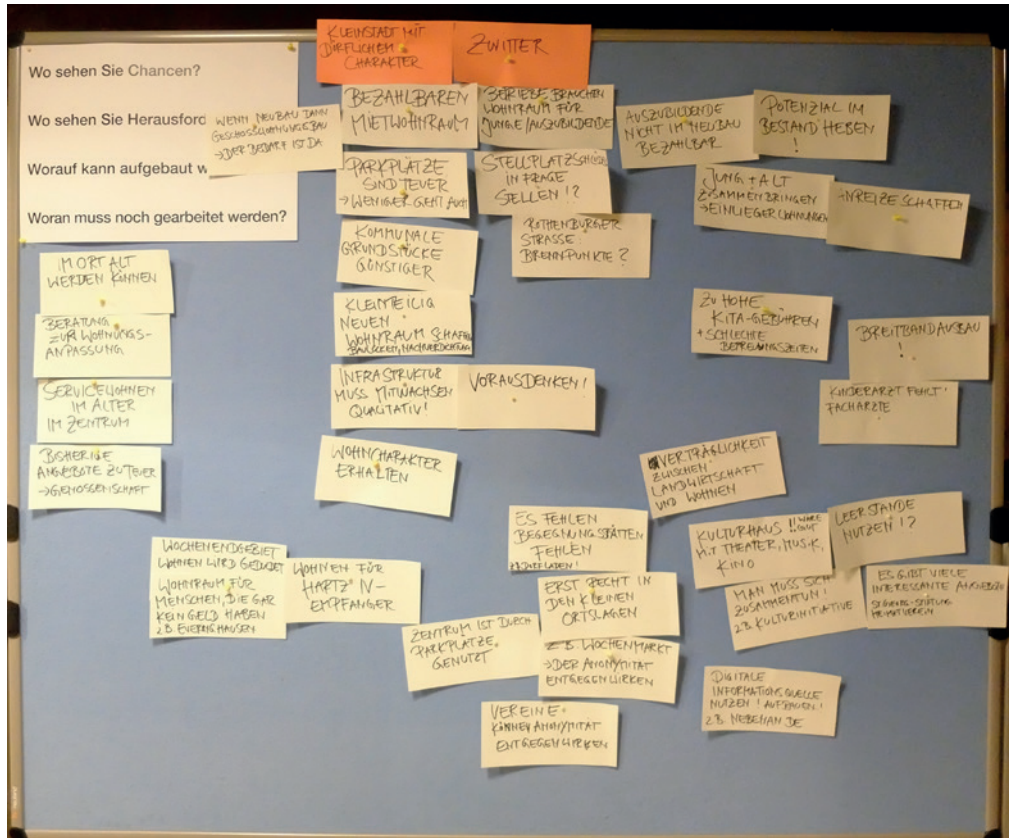 Wo sehen Sie Chancen?
Wo sehen Sie Herausford
Worauf kann aufgebaut w
Woran muss noch gearbeitet werden?
KLEINSTADT MIT
DÖRFLICHEM
CHARAKTER
ZWITTER
WENN NEUBAU DANN
GESCHOSSWOHNUNGSBAU
→ DER BEDARF IST DA
BEZAHLBAREN
MIETWOHNRAUM
BETRIEBE BRAUCHEN
WOHNRAUM FÜR
JUNGE/AUSZUBILDENDE
AUSZUBILDENDE
NICHT IM NEUBAU
BEZAHLBAR
POTENZIAL IM
BESTAND HEBEN
!
PARKPLÄTZE
SIND TEUER
→ WENIGER GEHT AUCH
STELLPLATZSCHLÜSSEL
IN FRAGE
STELLEN !?
JUNG + ALT
ZUSAMMENBRINGEN
→ EINLIEGERWOHNUNGEN
ANREIZE SCHAFFEN
KOMMUNALE
GRUNDSTÜCKE
GÜNSTIGER
ROTHENBURGER
STRASSE:
BRENNPUNKTE ?
IM ORT ALT
WERDEN KÖNNEN
BERATUNG
ZUR WOHNUNGS-
ANPASSUNG
SERVICEWOHNEN
IM ALTER
IM ZENTRUM
BISHERIGE
ANGEBOTE ZU TEUER
→ GENOSSENSCHAFT
KLEINTEILIG
NEUEN
WOHNRAUM SCHAFFEN
BAULÜCKEN, NACHVERDICHTUNG
ZU HOHE
KITA-GEBÜHREN
+ SCHLECHTE
BETREUUNGSZEITEN
BREITBANDAUSBAU
!
INFRASTRUKTUR
MUSS MITWACHSEN
QUALITATIV!
VORAUSDENKEN!
KINDERARZT FEHLT!
FACHÄRZTE
WOHNCHARAKTER
ERHALTEN
VERTRÄGLICHKEIT
ZWISCHEN
LANDWIRTSCHAFT
UND WOHNEN
ES FEHLEN
BEGEGNUNGSSTÄTTEN
FEHLEN
Z.B. DORFLADEN!
KULTURHAUS !! WÄRE GUT
MIT THEATER, MUSIK,
KINO
LEERSTÄNDE
NUTZEN !?
WOCHENENDGEBIET
WOHNEN WIRD GEDULDET
WOHNRAUM FÜR
MENSCHEN, DIE GAR
KEIN GELD HABEN
WOHNEN FÜR
HARTZ IV-
EMPFÄNGER
ERST RECHT IN
DEN KLEINEN
ORTSLAGEN
MAN MUSS SICH
ZUSAMMENTUN!
Z.B. KULTURINITIATIVE
ES GIBT VIELE
INTERESSANTE ANGEBOTE
HEIMATVEREIN
ZENTRUM IST DURCH
PARKPLÄTZE
GENUTZT
Z.B. WOCHENMARKT
→ DER ANONYMITÄT
ENTGEGENWIRKEN
DIGITALE
INFORMATIONSQUELLE
NUTZEN ! AUFBAUEN!
Z.B. NEBENAN.DE
VEREINE
KÖNNEN ANONYMITÄT
ENTGEGENWIRKEN